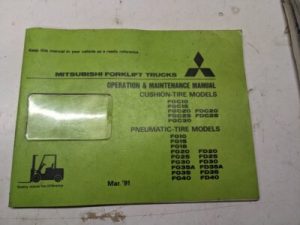 Keep this manual in your vehicle as a ready reference.
MITSUBISHI FORKLIFT TRUCKS
OPERATION & MAINTENANCE MANUAL
CUSHION-TIRE MODELS
FGC10
FGC15
FGC20 FDC20
FGC25 FDC25
FGC30
PNEUMATIC-TIRE MODELS
FG10
FG15
FG18
FG20 FD20
FG25 FD25
FG30 FD30
FG35A FD35A
FG35 FD35
FG40 FD40
Mar. '91